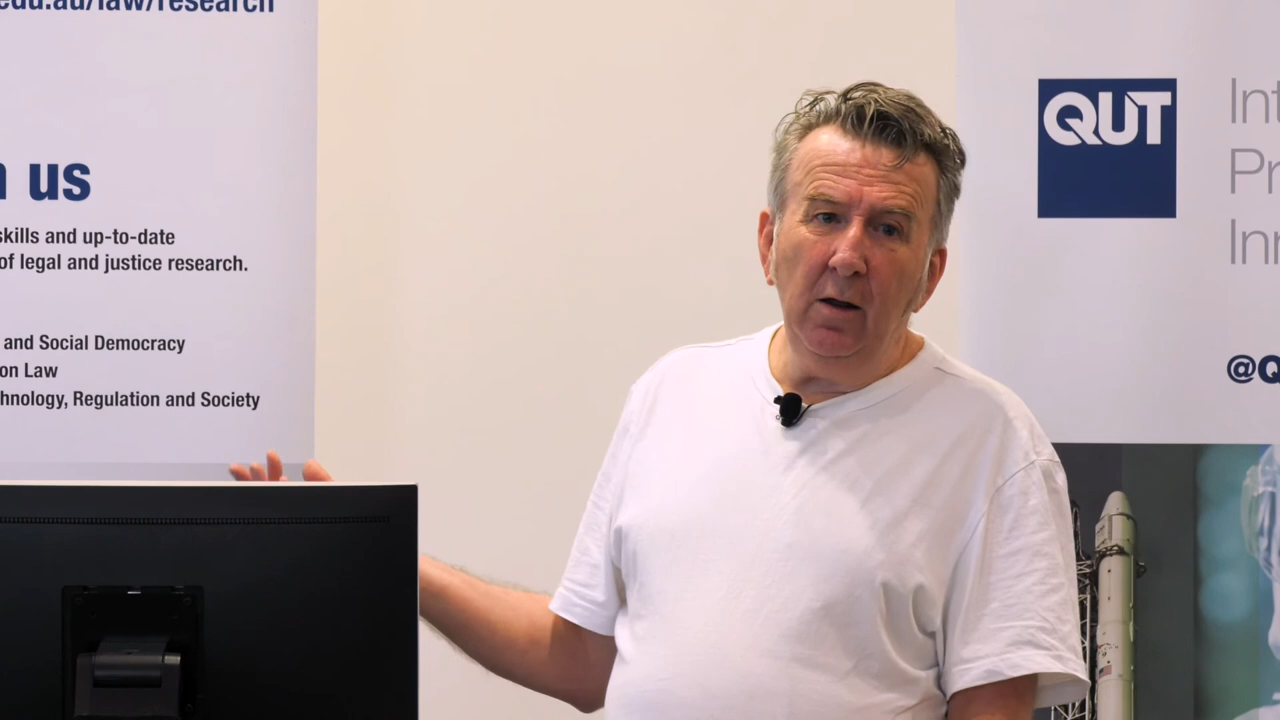 edu.au/law/research
us
skills and up-to-date
of legal and justice research.
and Social Democracy
on Law
hnology, Regulation and Society
QUT
Int
Pr
Inn
@Q